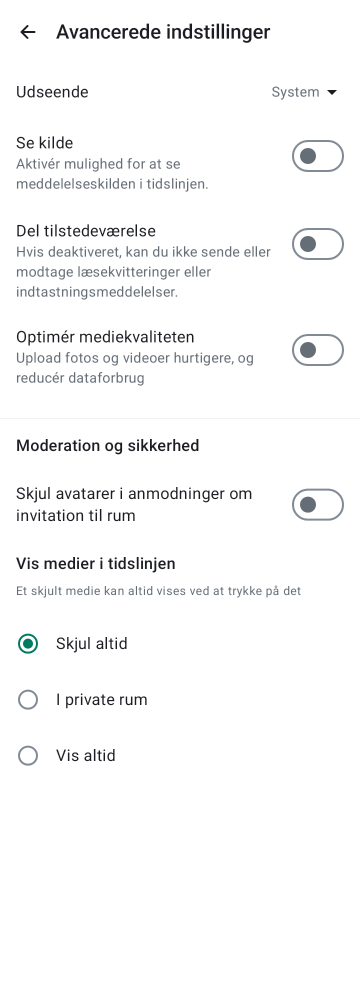 Avancerede indstillinger
Udseende
System
Se kilde
Aktivér mulighed for at se
meddelelseskilden i tidslinjen.
Del tilstedeværelse
Hvis deaktiveret, kan du ikke sende eller
modtage læsekvitteringer eller
indtastningsmeddelelser.
Optimér mediekvaliteten
Upload fotos og videoer hurtigere, og
reducér dataforbrug
Moderation og sikkerhed
Skjul avatarer i anmodninger om
invitation til rum
Vis medier i tidslinjen
Et skjult medie kan altid vises ved at trykke på det
Skjul altid
I private rum
Vis altid